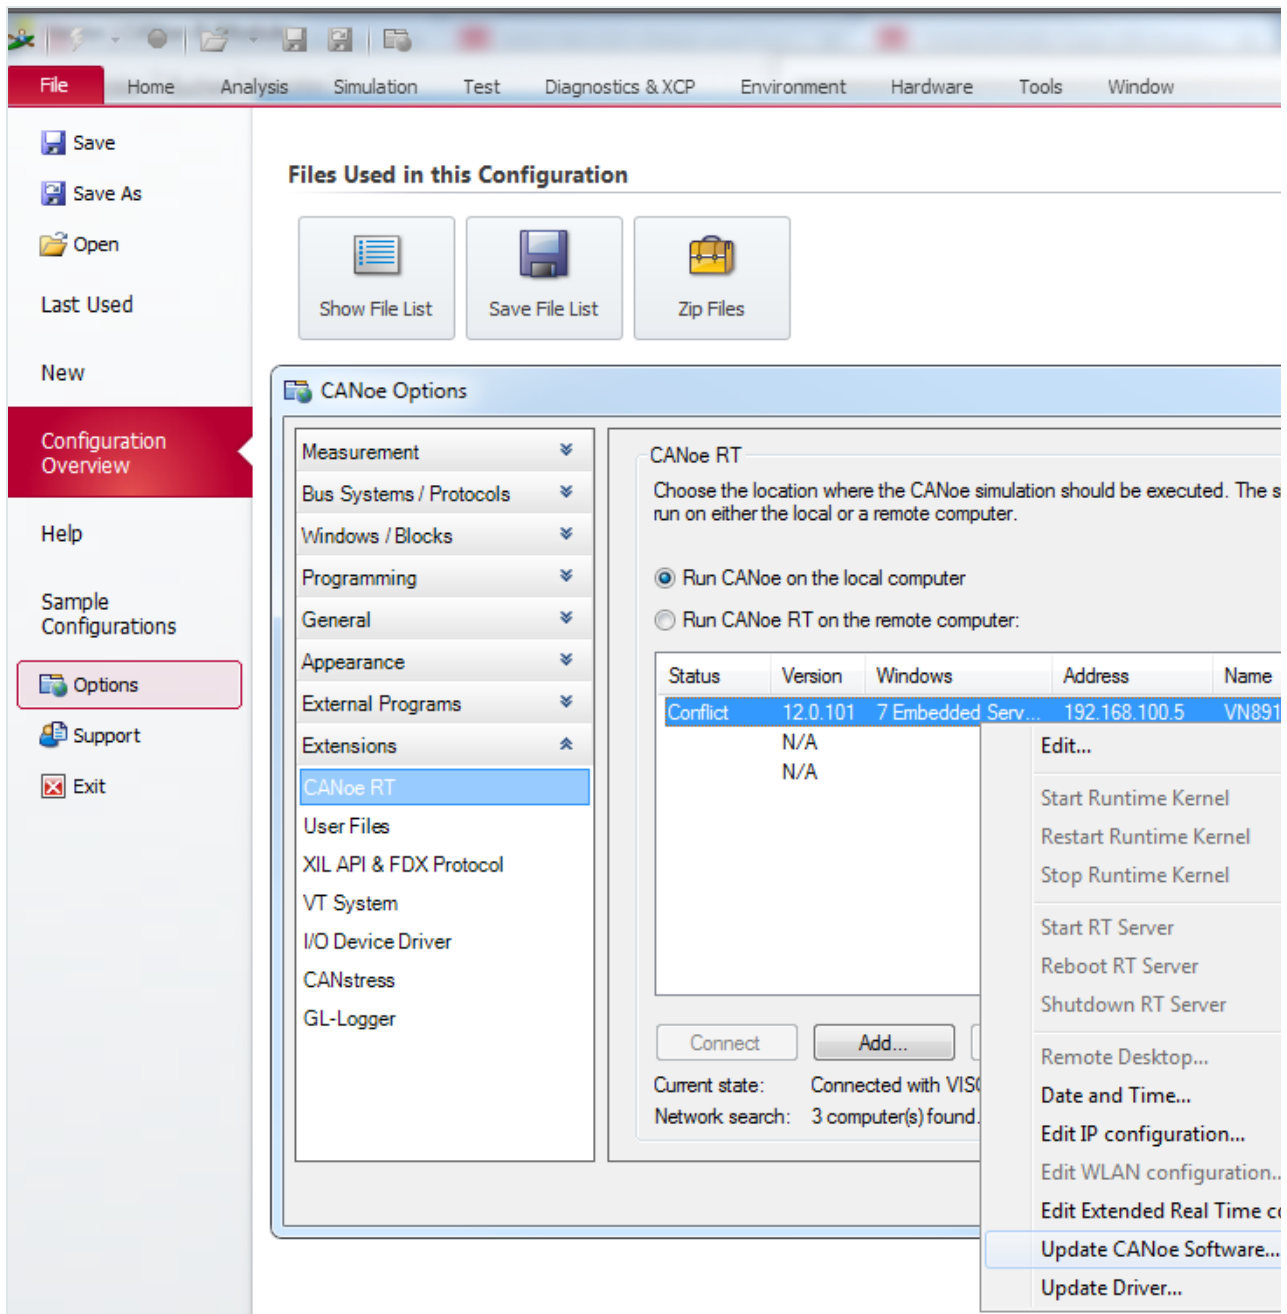 File Home Analysis Simulation Test Diagnostics & XCP Environment Hardware Tools Window
Save
Save As
Open
Last Used
New
Configuration
Overview
Help
Sample
Configurations
Options
Support
Exit
Files Used in this Configuration
Show File List Save File List Zip Files
CANoe Options
Measurement
Bus Systems / Protocols
Windows / Blocks
Programming
General
Appearance
External Programs
Extensions
CANoe RT
User Files
XIL API & FDX Protocol
VT System
I/O Device Driver
CANstress
GL-Logger
CANoe RT
Choose the location where the CANoe simulation should be executed. The s
run on either the local or a remote computer.
Run CANoe on the local computer
Run CANoe RT on the remote computer:
Status Version Windows Address Name
Conflict 12.0.101 7 Embedded Serv... 192.168.100.5 VN891
N/A
N/A
Connect Add...
Current state: Connected with VISC
Network search: 3 computer(s) found.
Edit...
Start Runtime Kernel
Restart Runtime Kernel
Stop Runtime Kernel
Start RT Server
Reboot RT Server
Shutdown RT Server
Remote Desktop...
Date and Time...
Edit IP configuration...
Edit WLAN configuration...
Edit Extended Real Time co
Update CANoe Software...
Update Driver...